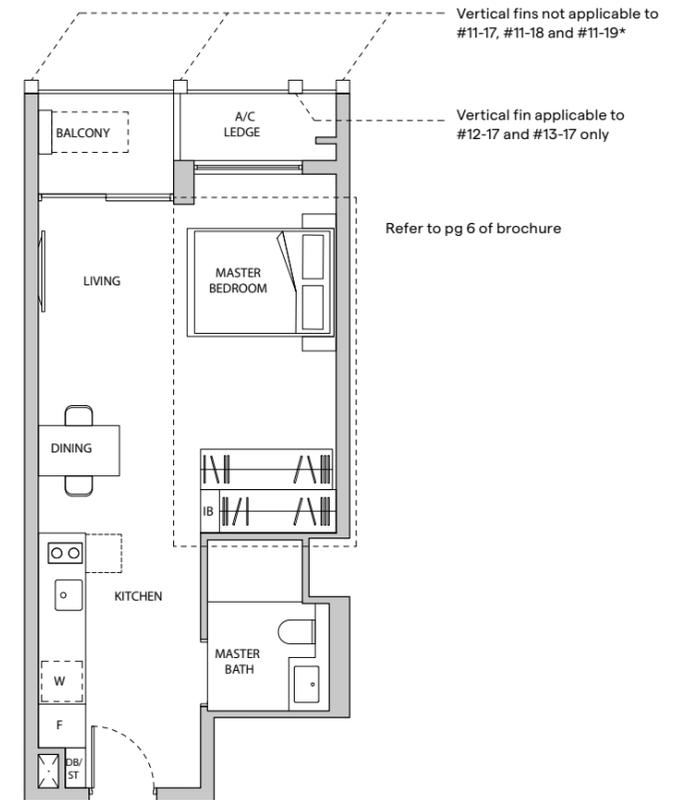 Vertical fins not applicable to
#11-17, #11-18 and #11-19*
Vertical fin applicable to
#12-17 and #13-17 only
BALCONY
A/C
LEDGE
Refer to pg 6 of brochure
LIVING
MASTER
BEDROOM
DINING
IB
KITCHEN
MASTER
BATH
W
F
DB/
ST